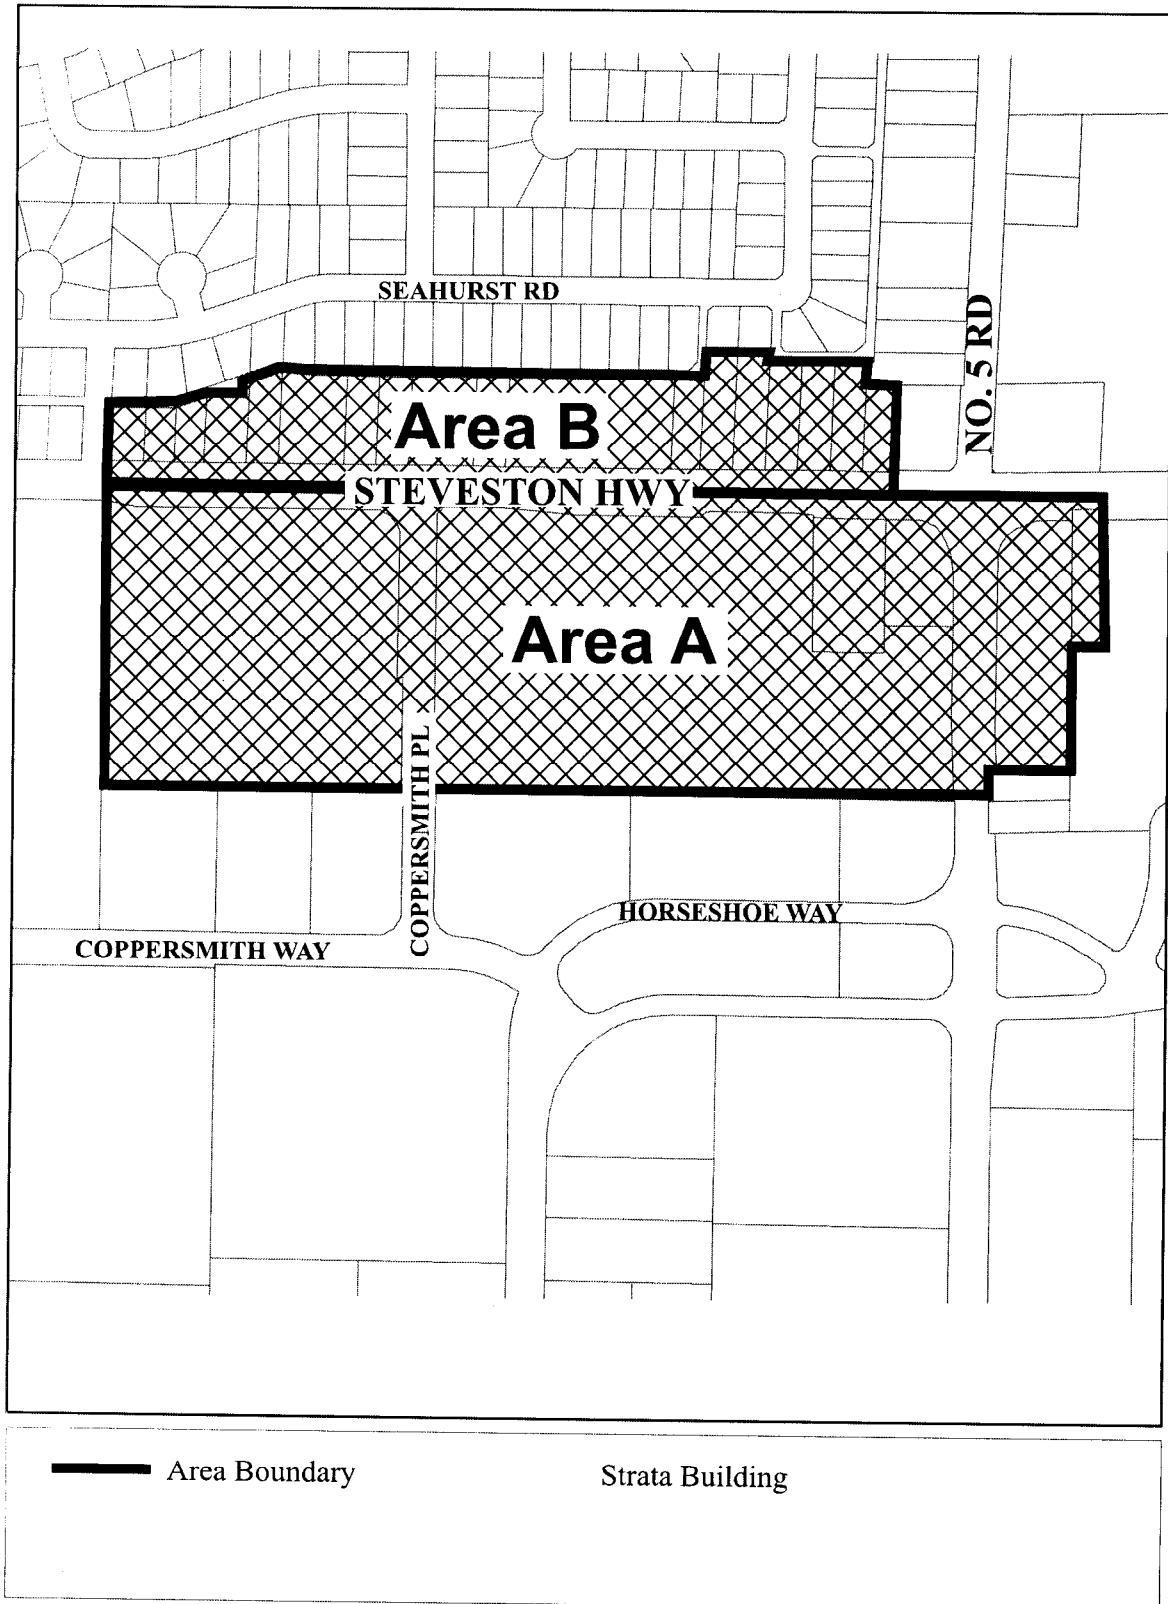 SEAHURST RD
NO. 5 RD
Area B
STEVESTON HWY
Area A
COPPERSMITH PL
HORSESHOE WAY
COPPERSMITH WAY
Area Boundary
Strata Building